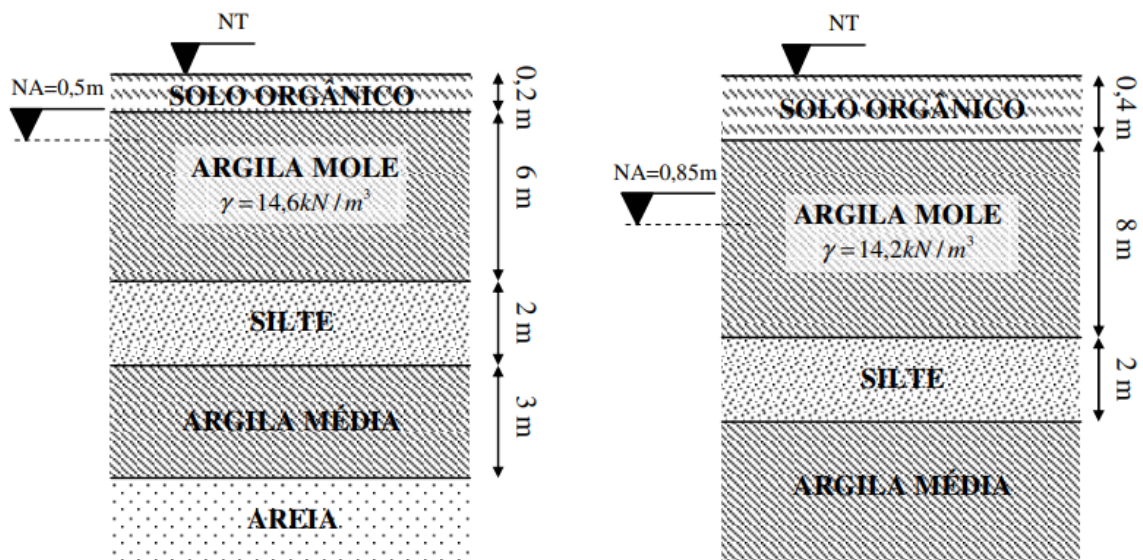 NT
NA=0,5m
SOLO ORGÂNICO
0,2 m
ARGILA MOLE
γ = 14,6kN / m³
6 m
SILTE
2 m
ARGILA MÉDIA
3 m
AREIA
NT
SOLO ORGÂNICO
0,4 m
NA=0,85m
ARGILA MOLE
γ = 14,2kN / m³
8 m
SILTE
2 m
ARGILA MÉDIA